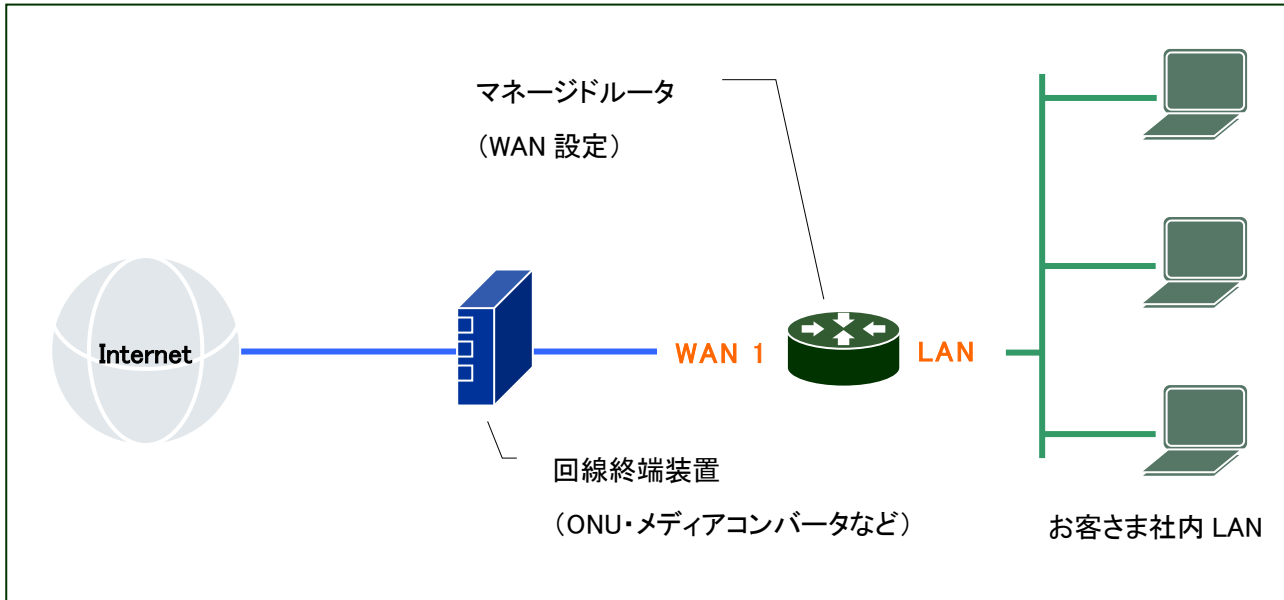 マネージドルータ
（WAN 設定）
Internet
WAN 1
LAN
回線終端装置
（ONU・メディアコンバータなど）
お客さま社内 LAN